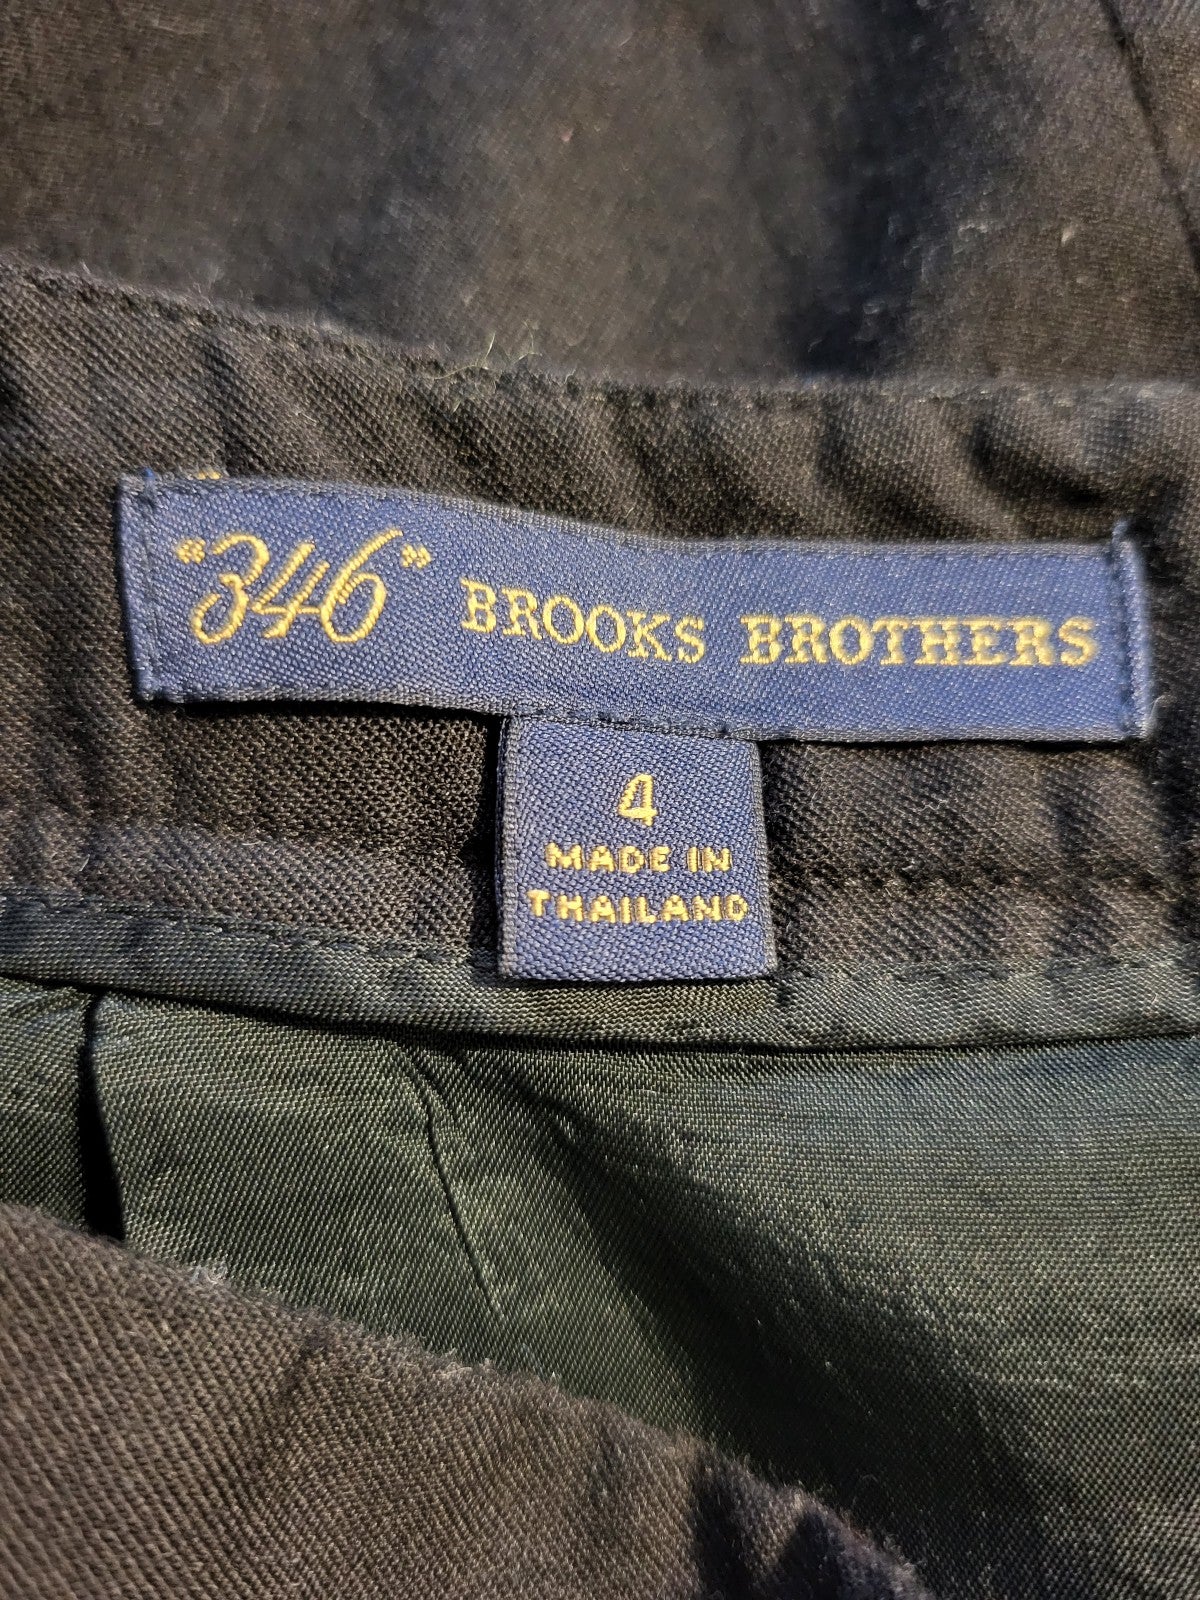 "346" BROOKS BROTHERS
4
MADE IN
THAILAND